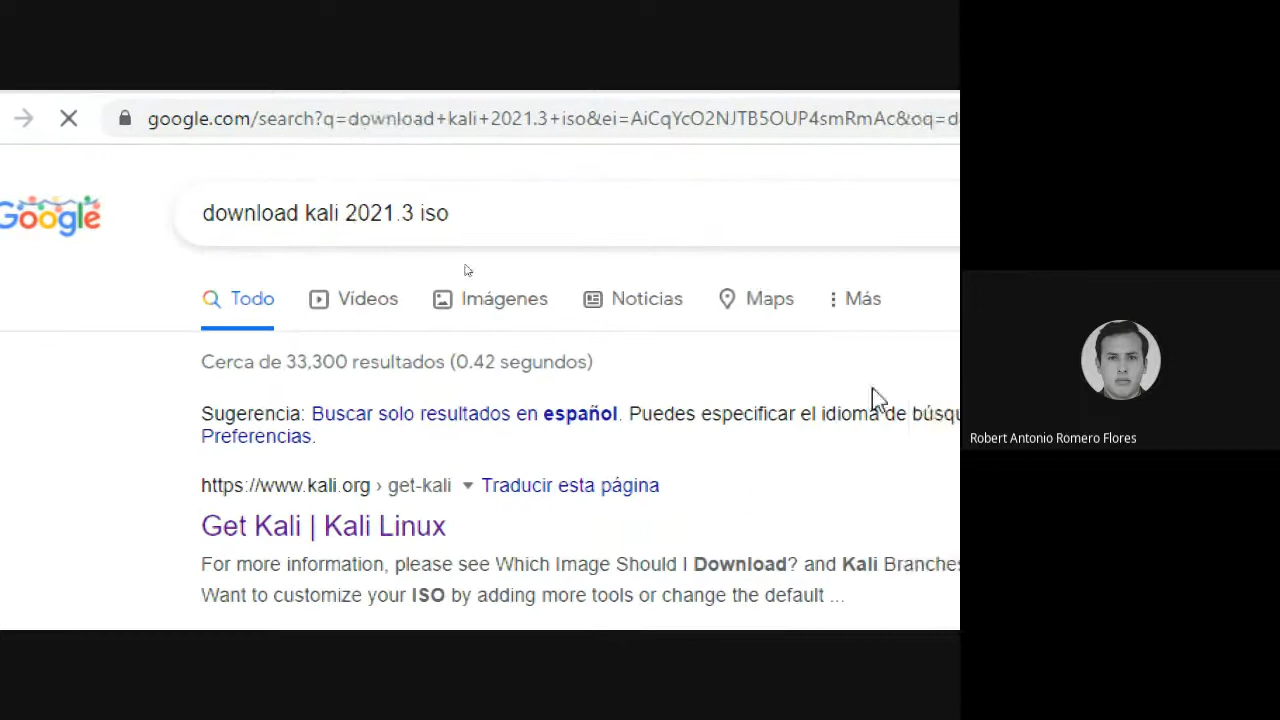 google.com/search?q=download+kali+2021.3+iso&ei=AiCqYcO2NJTB5OUP4smRmAc&oq=d
Google
download kali 2021.3 iso
Todo Videos Imágenes Noticias Maps Más
Cerca de 33,300 resultados (0.42 segundos)
Sugerencia: Buscar solo resultados en español. Puedes especificar el idioma de búsqu
Preferencias.
https://www.kali.org › get-kali Traducir esta página
Get Kali | Kali Linux
For more information, please see Which Image Should I Download? and Kali Branches
Want to customize your ISO by adding more tools or change the default ...
Robert Antonio Romero Flores